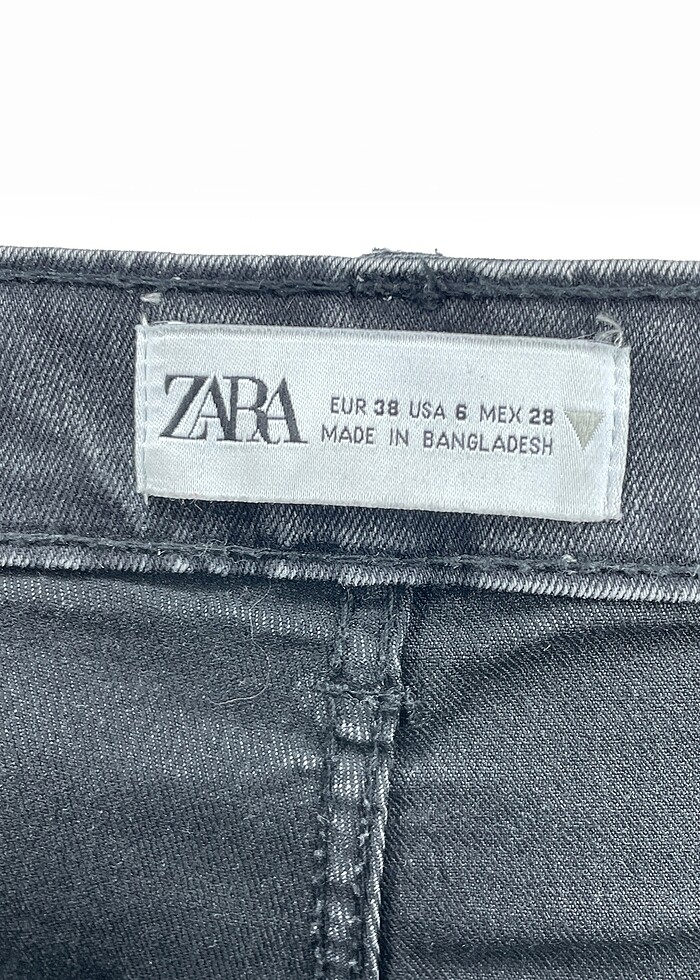 ZARA
EUR 38 USA 6 MEX 28
MADE IN BANGLADESH